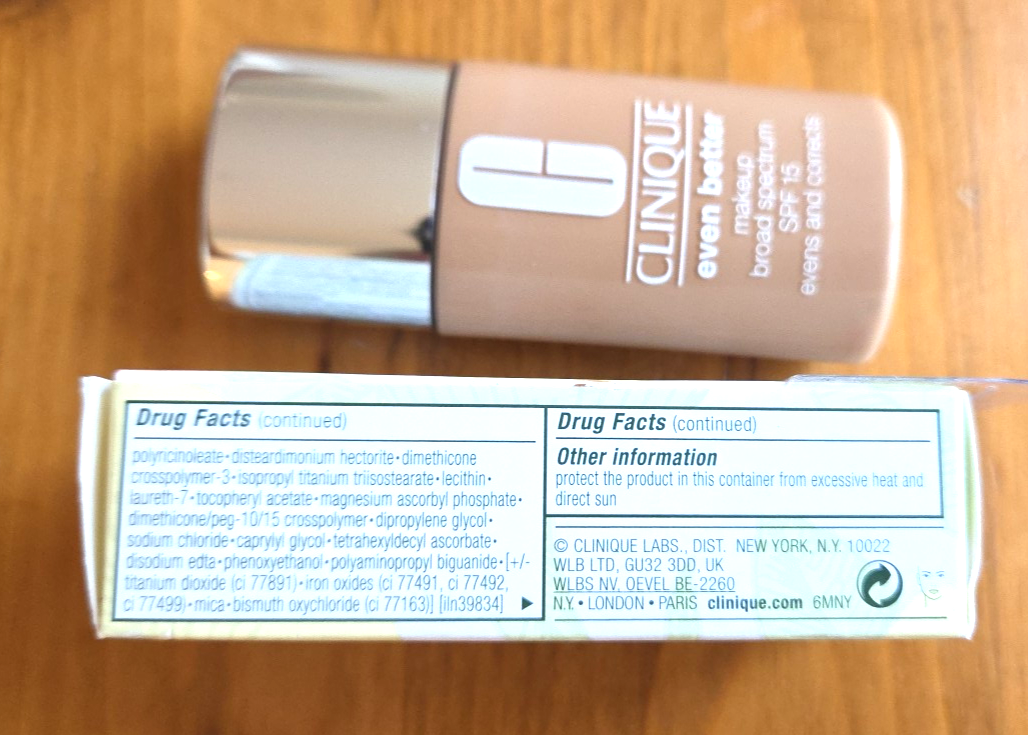 CLINIQUE
even better
makeup
broad spectrum
SPF 15
evens and corrects
Drug Facts (continued)
polyricinoleate • disteardimonium hectorite • dimethicone
crosspolymer-3 • isopropyl titanium triisostearate • lecithin •
laureth-7 • tocopheryl acetate • magnesium ascorbyl phosphate •
dimethicone/peg-10/15 crosspolymer • dipropylene glycol •
sodium chloride • caprylyl glycol • tetrahexyldecyl ascorbate •
disodium edta • phenoxyethanol • polyaminopropyl biguanide • [+/-
titanium dioxide (ci 77891) • iron oxides (ci 77491, ci 77492,
ci 77499) • mica • bismuth oxychloride (ci 77163)] [iln39834]
Drug Facts (continued)
Other information
protect the product in this container from excessive heat and
direct sun
© CLINIQUE LABS., DIST. NEW YORK, N.Y. 10022
WLB LTD, GU32 3DD, UK
WLBS NV, OEVEL BE-2260
N.Y. • LONDON • PARIS clinique.com 6MNY